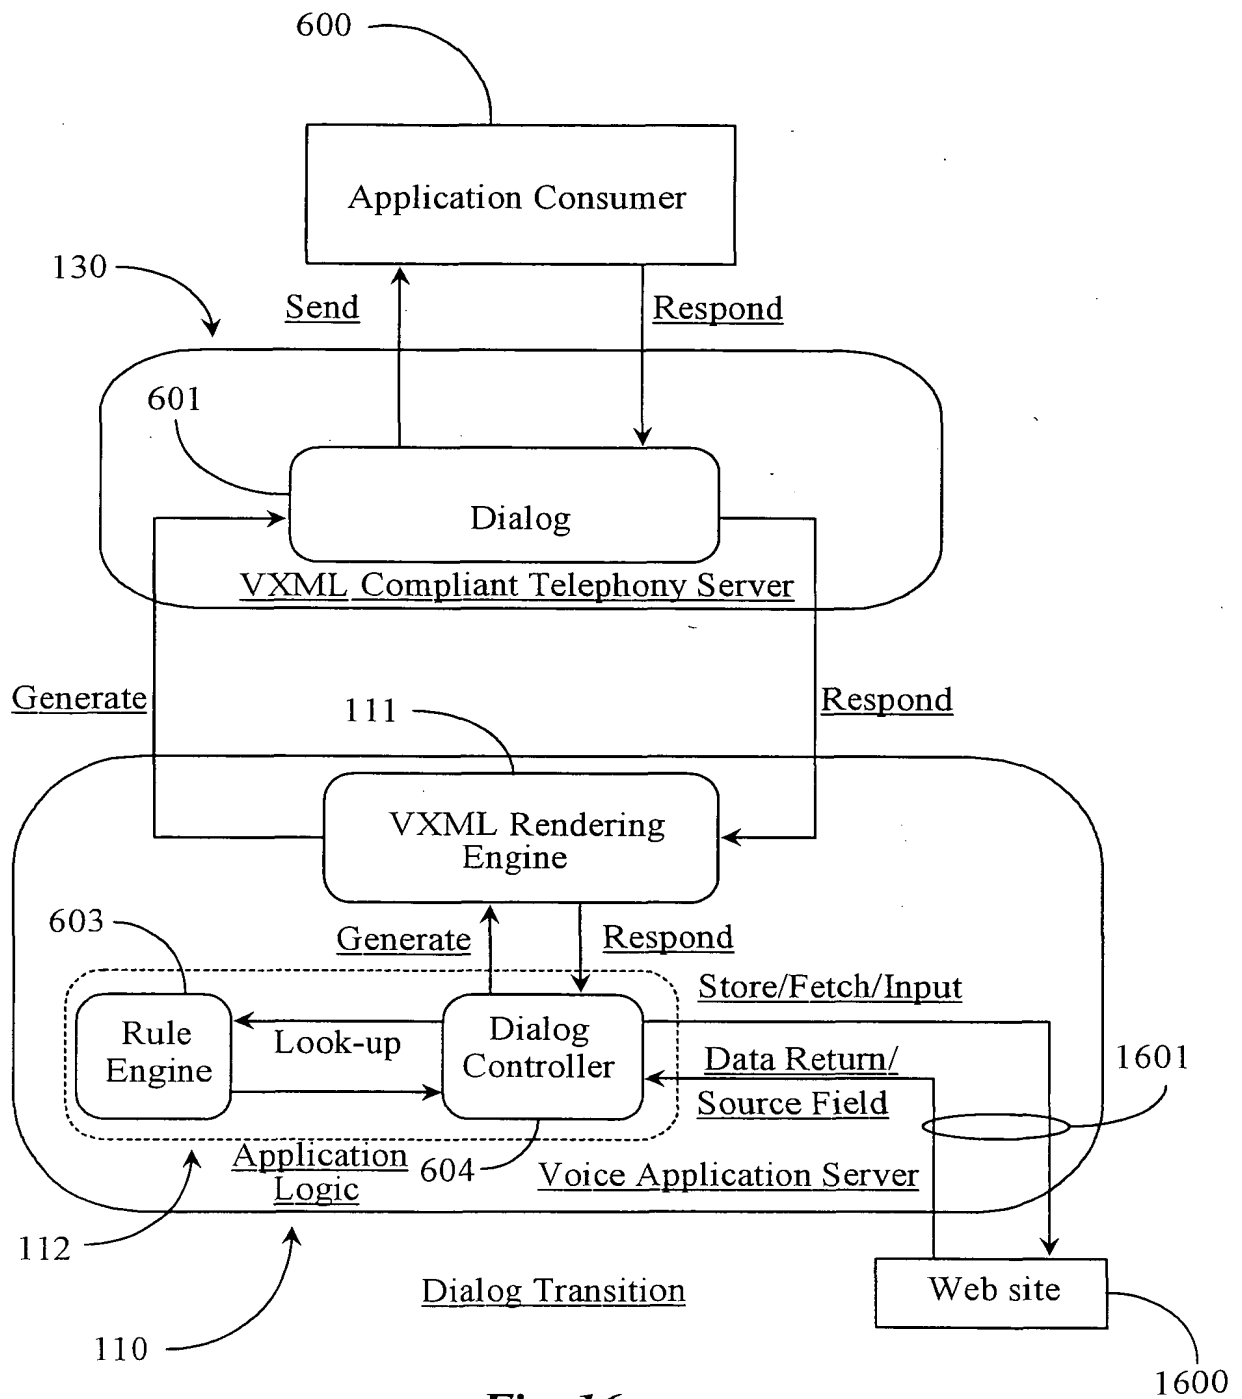 600
Application Consumer
130
Send
Respond
601
Dialog
VXML Compliant Telephony Server
Generate
111
Respond
VXML Rendering
Engine
603
Generate
Respond
Store/Fetch/Input
Rule
Engine
Look-up
Dialog
Controller
Data Return/
Source Field
1601
Application
Logic
604
Voice Application Server
112
Dialog Transition
Web site
110
1600